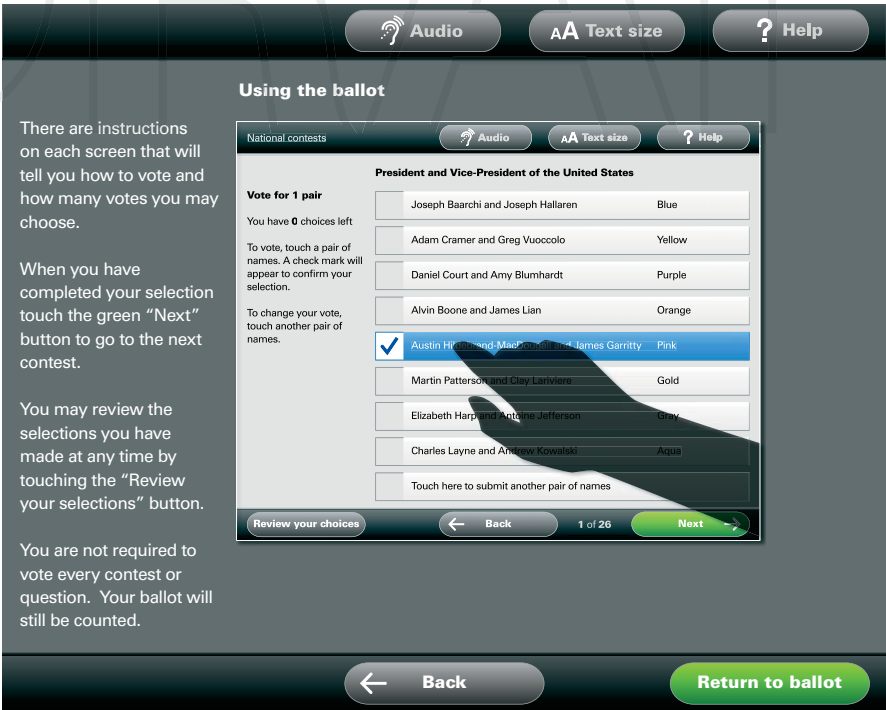 Audio
AA Text size
? Help
Using the ballot
There are instructions
on each screen that will
tell you how to vote and
how many votes you may
choose.
When you have
completed your selection
touch the green “Next”
button to go to the next
contest.
You may review the
selections you have
made at any time by
touching the “Review
your selections” button.
You are not required to
vote every contest or
question. Your ballot will
still be counted.
National contests
Audio
AA Text size
? Help
President and Vice-President of the United States
Vote for 1 pair
You have 0 choices left
To vote, touch a pair of
names. A check mark will
appear to confirm your
selection.
To change your vote,
touch another pair of
names.
Joseph Baarchi and Joseph Hallaren Blue
Adam Cramer and Greg Vuoccolo Yellow
Daniel Court and Amy Blumhardt Purple
Alvin Boone and James Lian Orange
Austin and James Garritty Pink
Martin Patterson and Clay Lariviere Gold
Elizabeth Harp and Antoine Jefferson Gray
Charles Layne and Andrew Kowalski Aqua
Touch here to submit another pair of names
Review your choices
Back
1 of 26
Next
Back
Return to ballot